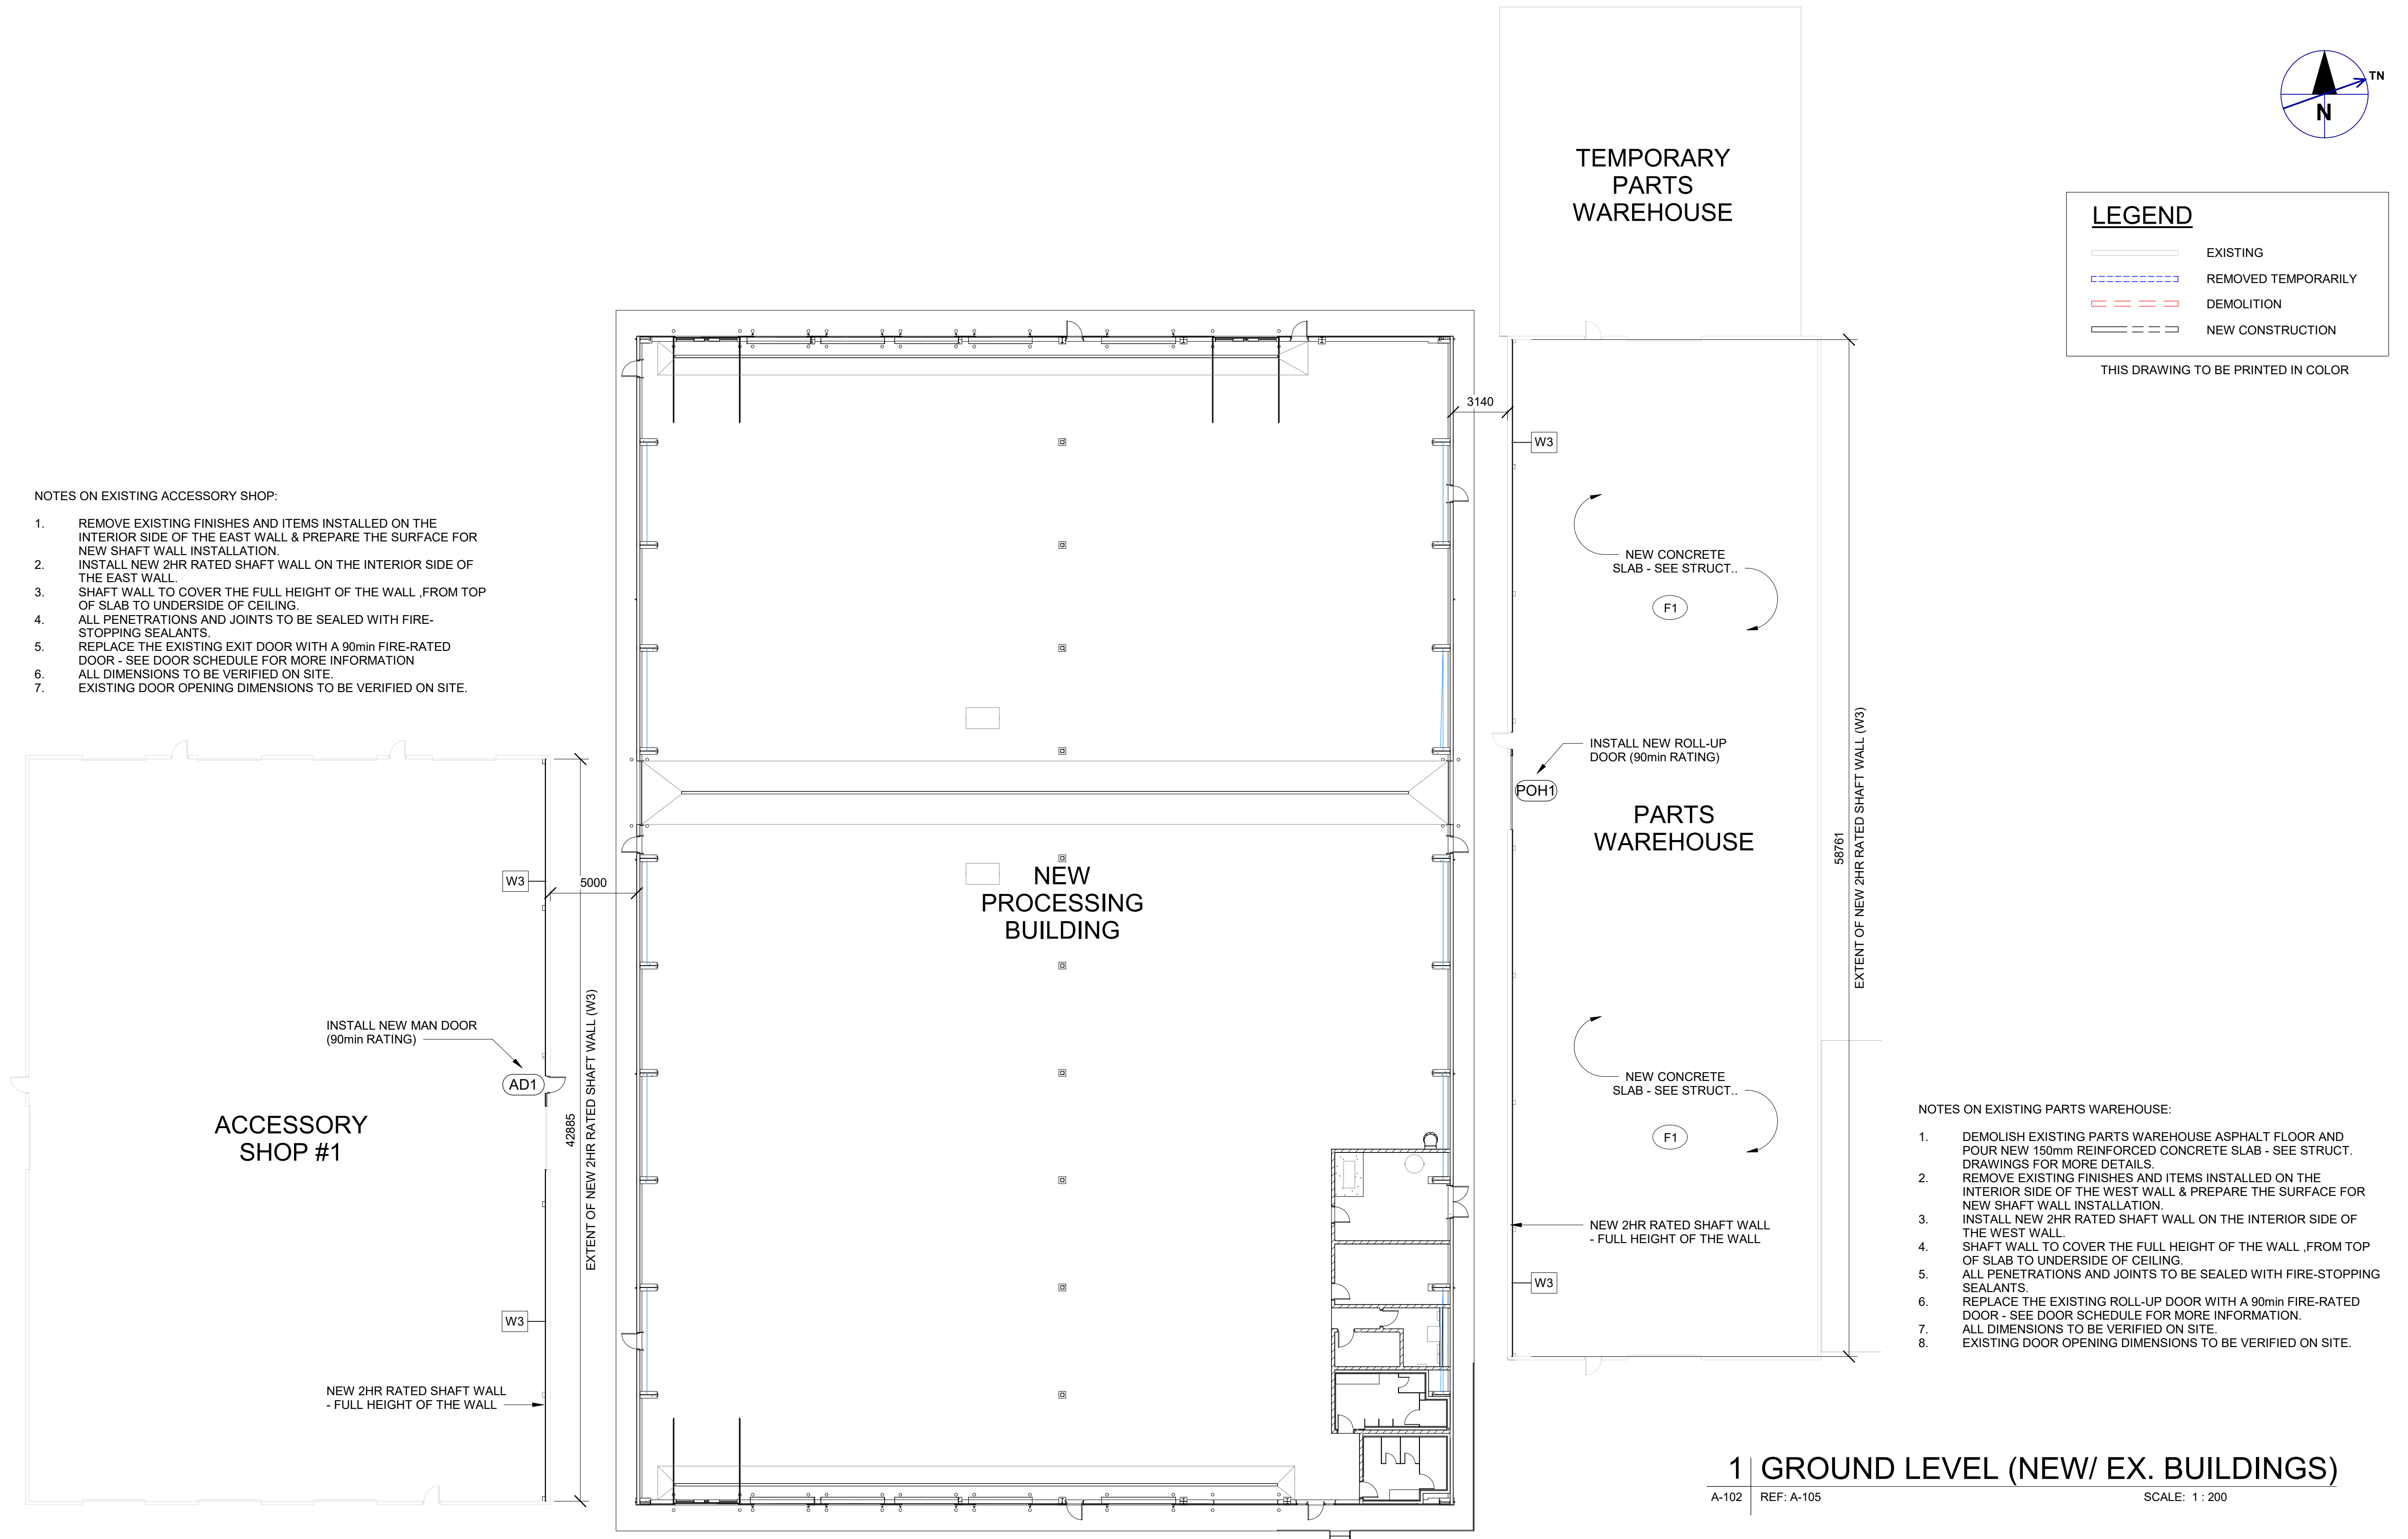 TN
N
TEMPORARY
PARTS
WAREHOUSE
LEGEND
EXISTING
REMOVED TEMPORARILY
DEMOLITION
NEW CONSTRUCTION
THIS DRAWING TO BE PRINTED IN COLOR
3140
W3
NOTES ON EXISTING ACCESSORY SHOP:
1. REMOVE EXISTING FINISHES AND ITEMS INSTALLED ON THE
INTERIOR SIDE OF THE EAST WALL & PREPARE THE SURFACE FOR
NEW SHAFT WALL INSTALLATION.
2. INSTALL NEW 2HR RATED SHAFT WALL ON THE INTERIOR SIDE OF
THE EAST WALL.
3. SHAFT WALL TO COVER THE FULL HEIGHT OF THE WALL ,FROM TOP
OF SLAB TO UNDERSIDE OF CEILING.
4. ALL PENETRATIONS AND JOINTS TO BE SEALED WITH FIRE-
STOPPING SEALANTS.
5. REPLACE THE EXISTING EXIT DOOR WITH A 90min FIRE-RATED
DOOR - SEE DOOR SCHEDULE FOR MORE INFORMATION
6. ALL DIMENSIONS TO BE VERIFIED ON SITE.
7. EXISTING DOOR OPENING DIMENSIONS TO BE VERIFIED ON SITE.
NEW CONCRETE
SLAB - SEE STRUCT..
F1
INSTALL NEW ROLL-UP
DOOR (90min RATING)
POH1
PARTS
WAREHOUSE
58761
EXTENT OF NEW 2HR RATED SHAFT WALL (W3)
W3
5000
NEW
PROCESSING
BUILDING
INSTALL NEW MAN DOOR
(90min RATING)
AD1
ACCESSORY
SHOP #1
42885
EXTENT OF NEW 2HR RATED SHAFT WALL (W3)
NEW CONCRETE
SLAB - SEE STRUCT..
F1
NEW 2HR RATED SHAFT WALL
- FULL HEIGHT OF THE WALL
W3
W3
NEW 2HR RATED SHAFT WALL
- FULL HEIGHT OF THE WALL
NOTES ON EXISTING PARTS WAREHOUSE:
1. DEMOLISH EXISTING PARTS WAREHOUSE ASPHALT FLOOR AND
POUR NEW 150mm REINFORCED CONCRETE SLAB - SEE STRUCT.
DRAWINGS FOR MORE DETAILS.
2. REMOVE EXISTING FINISHES AND ITEMS INSTALLED ON THE
INTERIOR SIDE OF THE WEST WALL & PREPARE THE SURFACE FOR
NEW SHAFT WALL INSTALLATION.
3. INSTALL NEW 2HR RATED SHAFT WALL ON THE INTERIOR SIDE OF
THE WEST WALL.
4. SHAFT WALL TO COVER THE FULL HEIGHT OF THE WALL ,FROM TOP
OF SLAB TO UNDERSIDE OF CEILING.
5. ALL PENETRATIONS AND JOINTS TO BE SEALED WITH FIRE-STOPPING
SEALANTS.
6. REPLACE THE EXISTING ROLL-UP DOOR WITH A 90min FIRE-RATED
DOOR - SEE DOOR SCHEDULE FOR MORE INFORMATION.
7. ALL DIMENSIONS TO BE VERIFIED ON SITE.
8. EXISTING DOOR OPENING DIMENSIONS TO BE VERIFIED ON SITE.
1 GROUND LEVEL (NEW/ EX. BUILDINGS)
A-102 REF: A-105 SCALE: 1 : 200